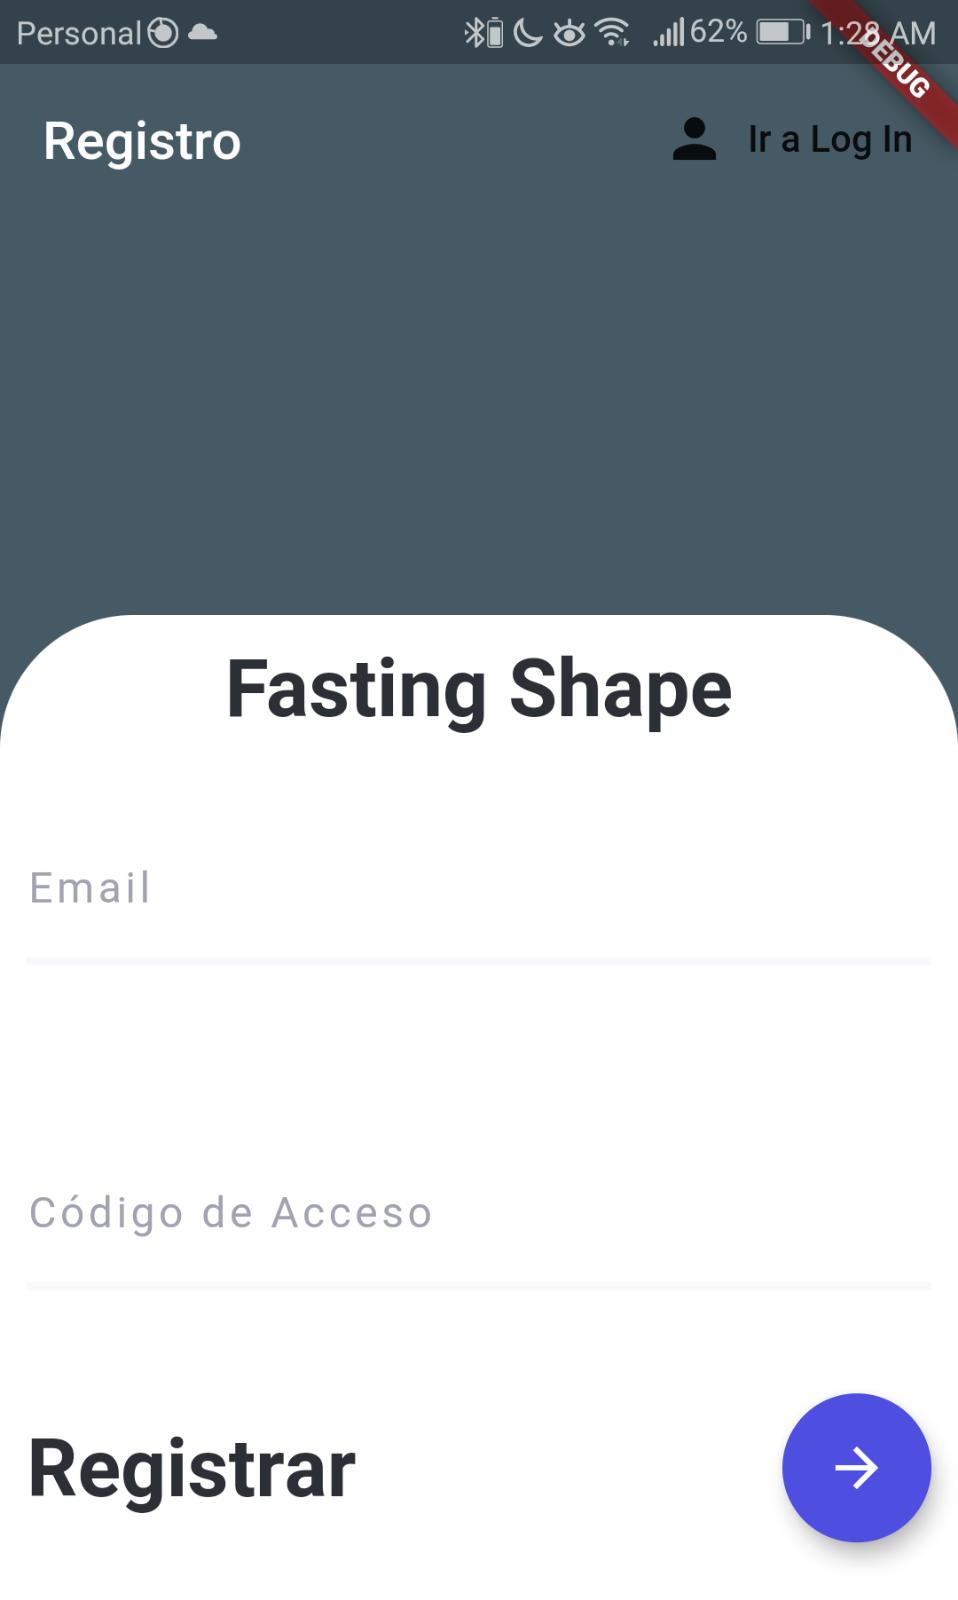 Personal 62% 1:28 AM
DEBUG
Registro
Ir a Log In
Fasting Shape
Email
Código de Acceso
Registrar